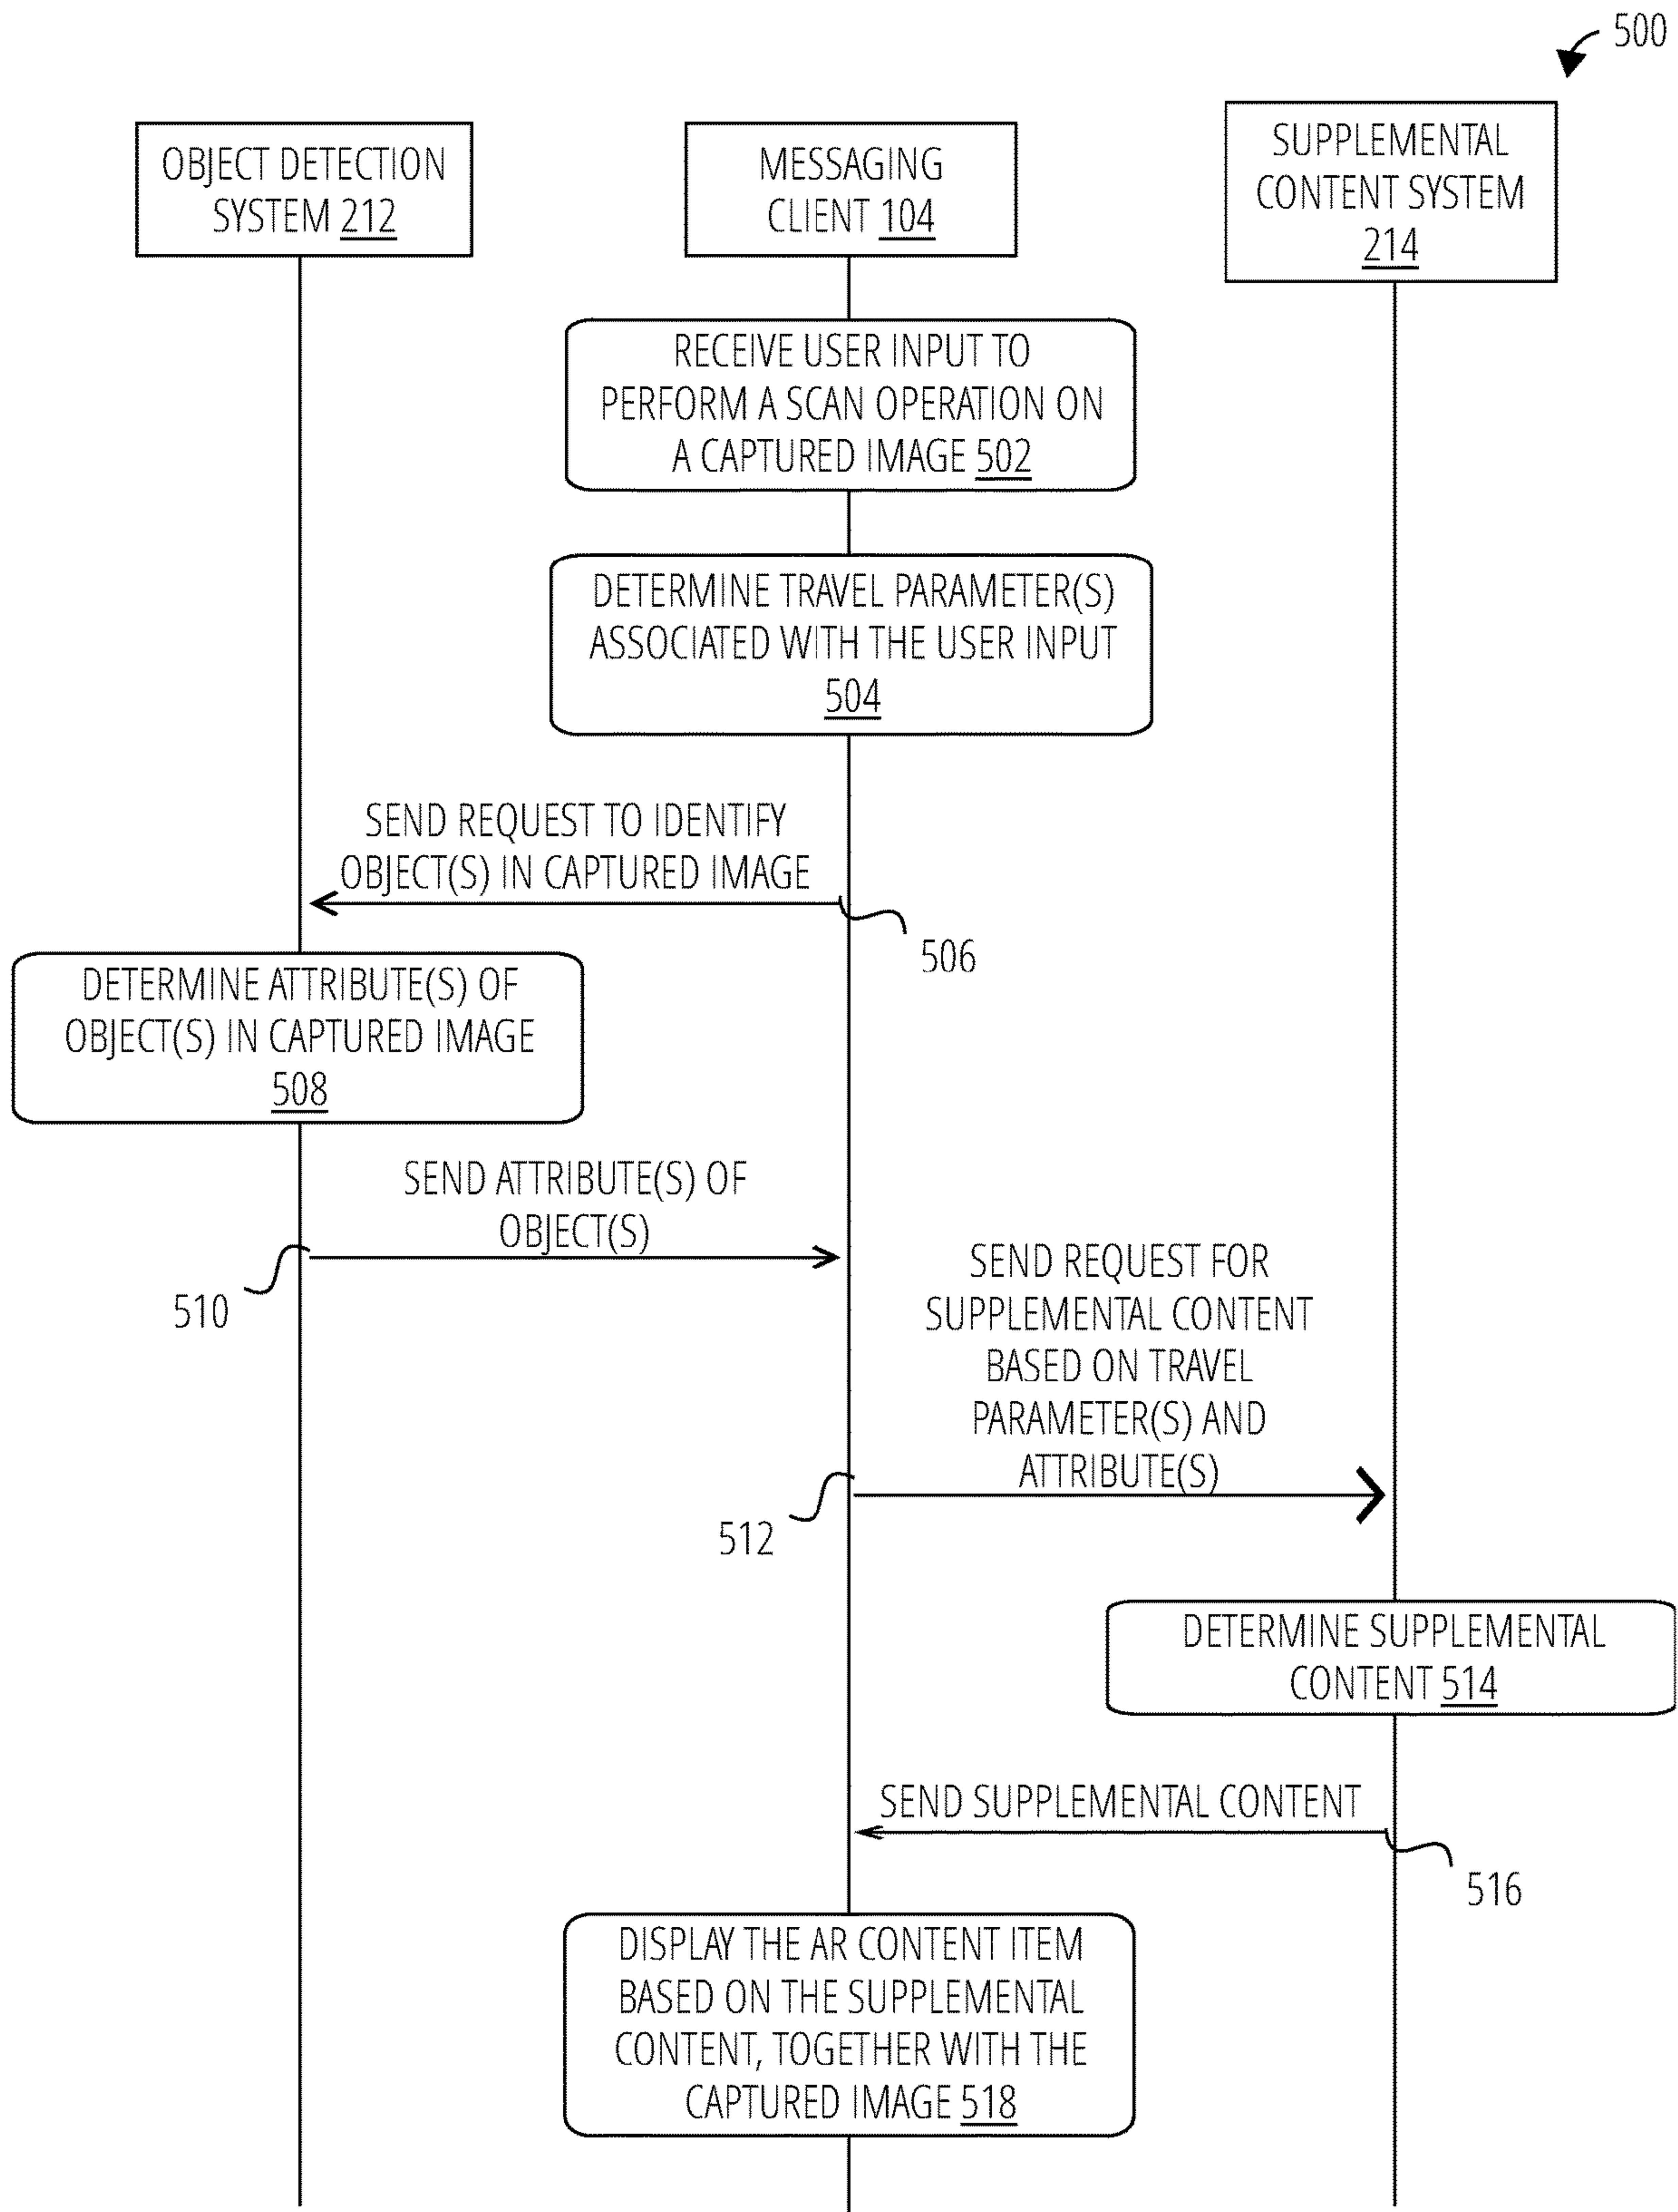 500
OBJECT DETECTION
SYSTEM 212
MESSAGING
CLIENT 104
SUPPLEMENTAL
CONTENT SYSTEM
214
RECEIVE USER INPUT TO
PERFORM A SCAN OPERATION ON
A CAPTURED IMAGE 502
DETERMINE TRAVEL PARAMETER(S)
ASSOCIATED WITH THE USER INPUT
504
SEND REQUEST TO IDENTIFY
OBJECT(S) IN CAPTURED IMAGE
506
DETERMINE ATTRIBUTE(S) OF
OBJECT(S) IN CAPTURED IMAGE
508
SEND ATTRIBUTE(S) OF
OBJECT(S)
510
SEND REQUEST FOR
SUPPLEMENTAL CONTENT
BASED ON TRAVEL
PARAMETER(S) AND
ATTRIBUTE(S)
512
DETERMINE SUPPLEMENTAL
CONTENT 514
SEND SUPPLEMENTAL CONTENT
516
DISPLAY THE AR CONTENT ITEM
BASED ON THE SUPPLEMENTAL
CONTENT, TOGETHER WITH THE
CAPTURED IMAGE 518